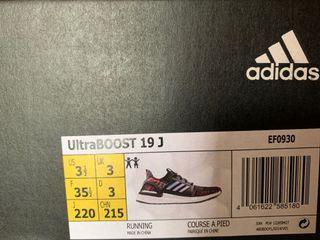 adidas
UltraBOOST 19 J
EF0930
US 3½ UK 3
F 35½ D 3
J 220 CHN 215
RUNNING
COURSE A PIED
MADE IN CHINA
FABRIQUE EN CHINE
4 061622 585180